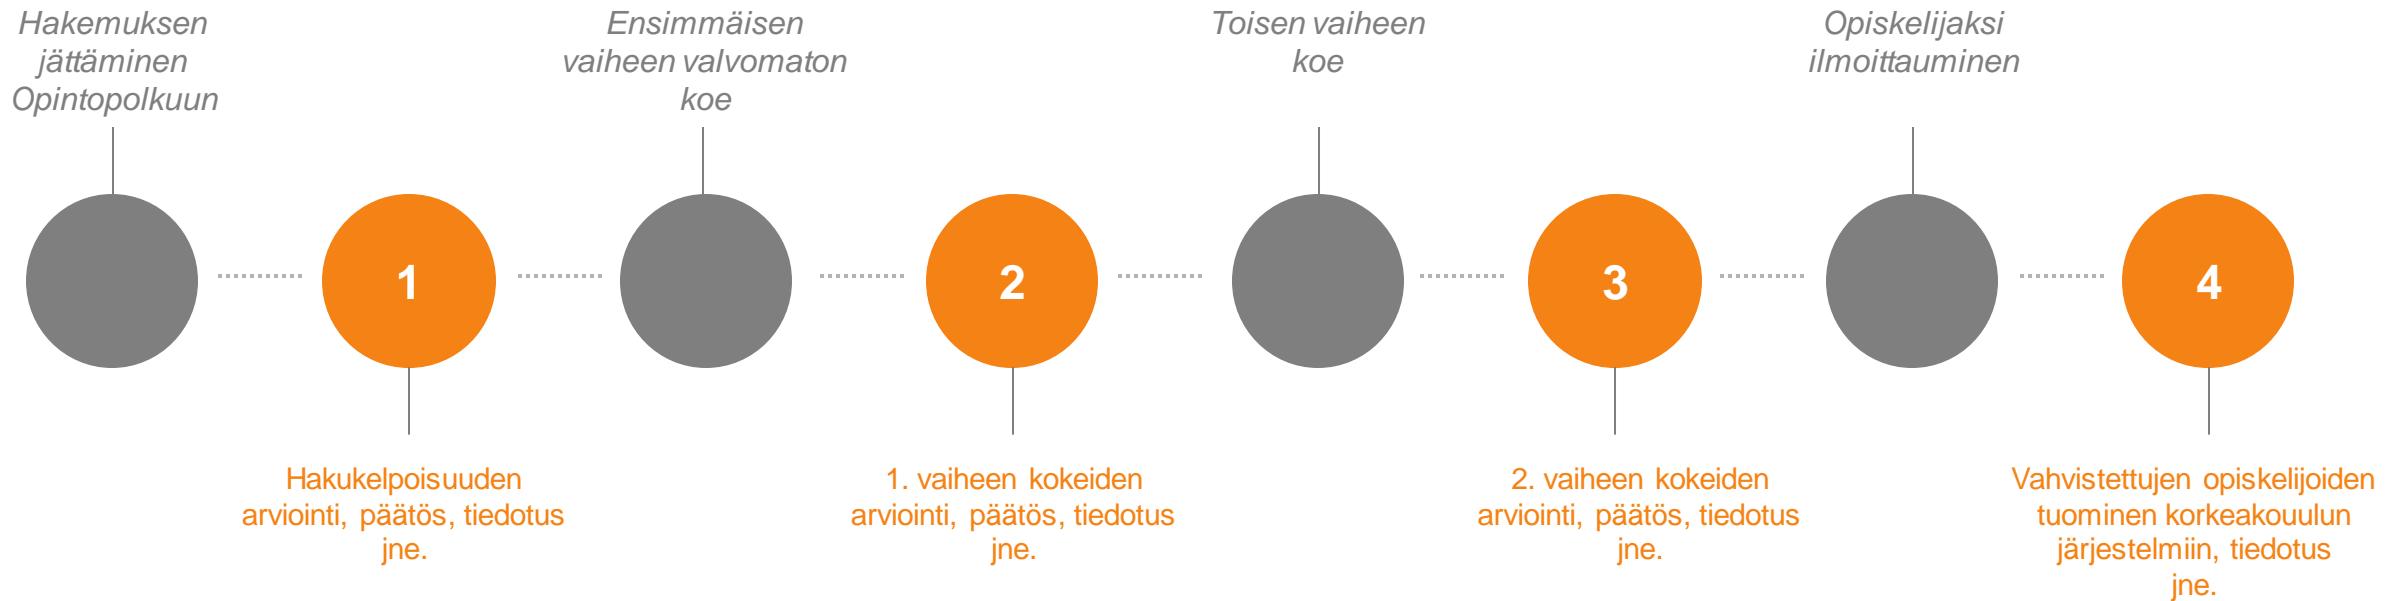 Hakemuksen
jättäminen
Opintopolkuun
Ensimmäisen
vaiheen valvomaton
koe
Toisen vaiheen
koe
Opiskelijaksi
ilmoittauminen
1
2
3
4
Hakukelpoisuuden
arviointi, päätös, tiedotus
jne.
1. vaiheen kokeiden
arviointi, päätös, tiedotus
jne.
2. vaiheen kokeiden
arviointi, päätös, tiedotus
jne.
Vahvistettujen opiskelijoiden
tuominen korkeakouulun
järjestelmiin, tiedotus
jne.